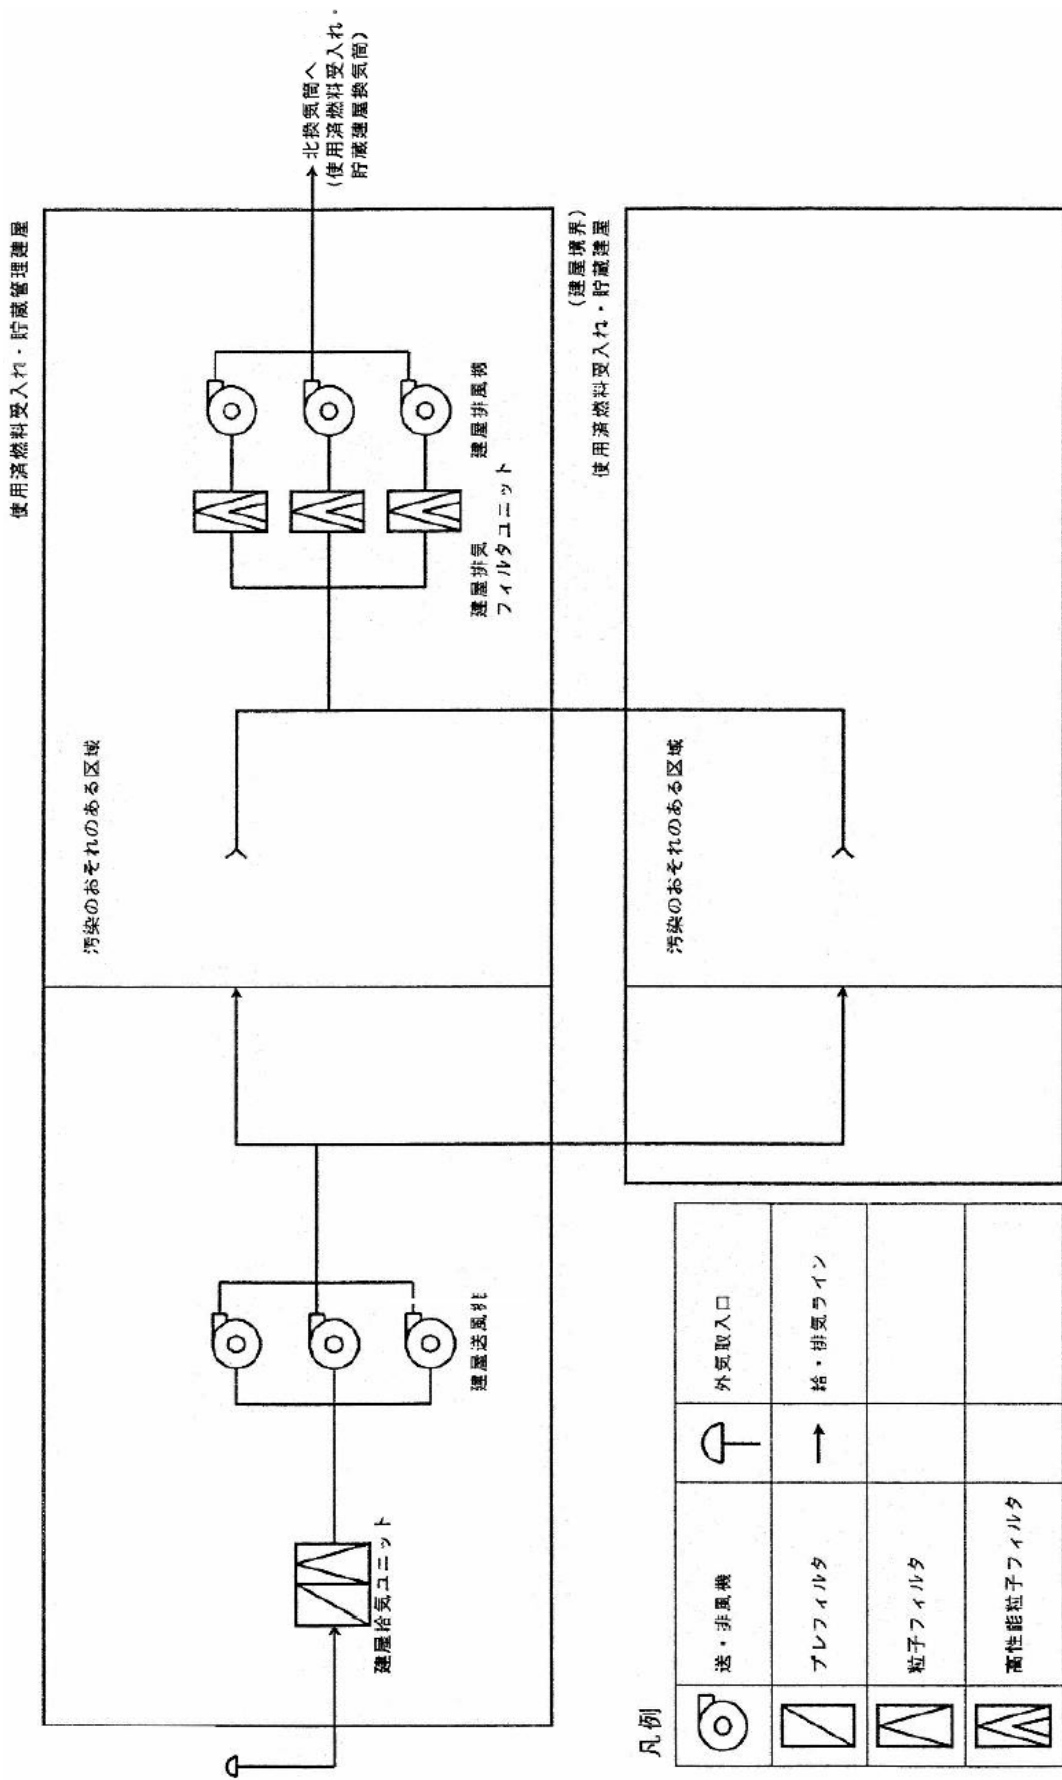 使用済燃料受入れ・貯蔵管理建屋
北換気筒へ
(使用済燃料受入れ・
貯蔵建屋換気筒)
汚染のおそれのある区域
建屋給気ユニット
建屋送風機
建屋排気
フィルタユニット
建屋排風機
(建屋境界)
使用済燃料受入れ・貯蔵建屋
汚染のおそれのある区域
凡例
送・排風機
外気取入口
プレフィルタ
給・排気ライン
粒子フィルタ
高性能粒子フィルタ